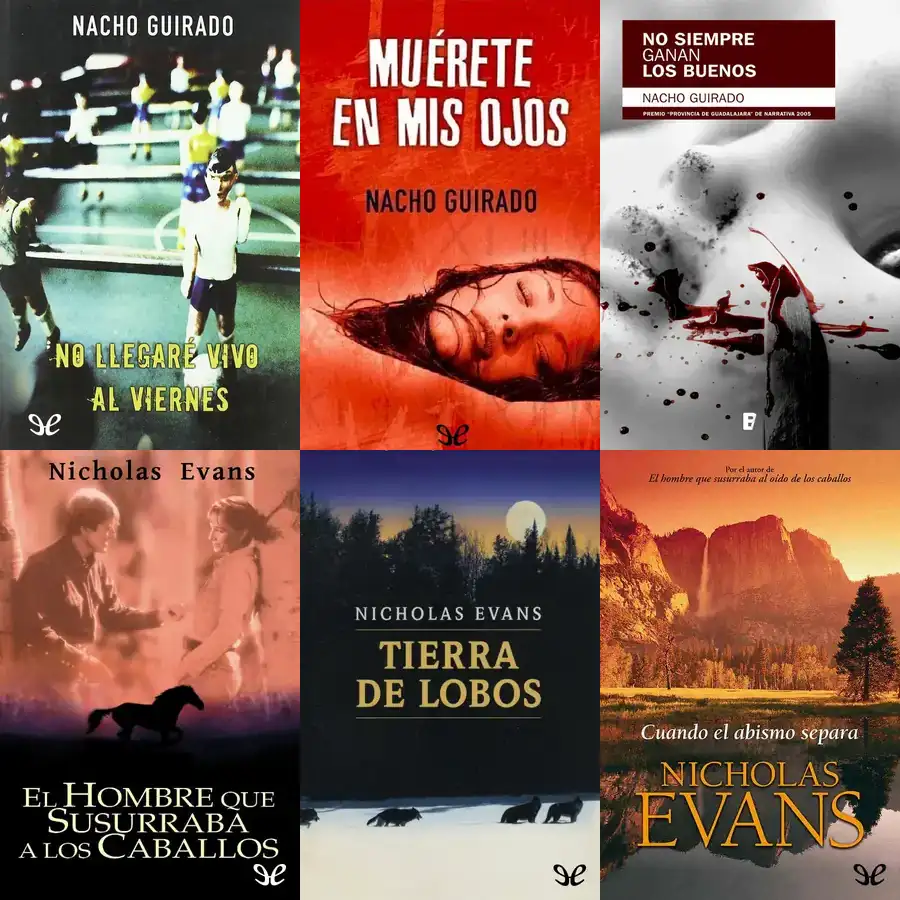 NACHO GUIRADO
NO LLEGARÉ VIVO
AL VIERNES
MUÉRETE
EN MIS OJOS
NACHO GUIRADO
NO SIEMPRE
GANAN
LOS BUENOS
NACHO GUIRADO
PREMIO "PROVINCIA DE GUADALAJARA" DE NARRATIVA 2005
B
Nicholas Evans
EL HOMBRE QUE
SUSURRABA
A LOS CABALLOS
NICHOLAS EVANS
TIERRA
DE LOBOS
Por el autor de
El hombre que susurraba al oído de los caballos
Cuando el abismo separa
NICHOLAS
EVANS